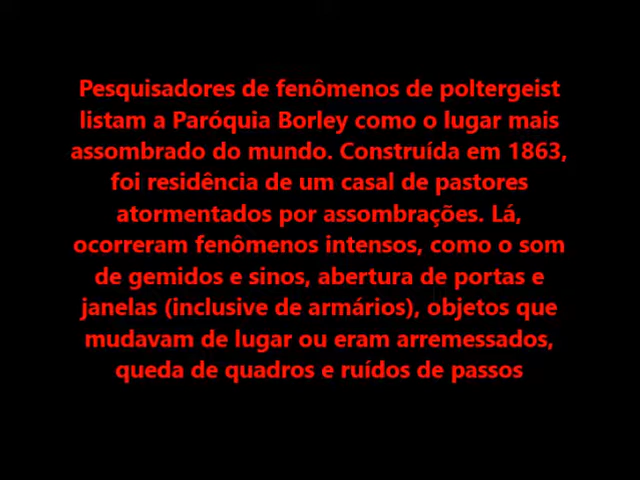 Pesquisadores de fenômenos de poltergeist
listam a Paróquia Borley como o lugar mais
assombrado do mundo. Construída em 1863,
foi residência de um casal de pastores
atormentados por assombrações. Lá,
ocorreram fenômenos intensos, como o som
de gemidos e sinos, abertura de portas e
janelas (inclusive de armários), objetos que
mudavam de lugar ou eram arremessados,
queda de quadros e ruídos de passos